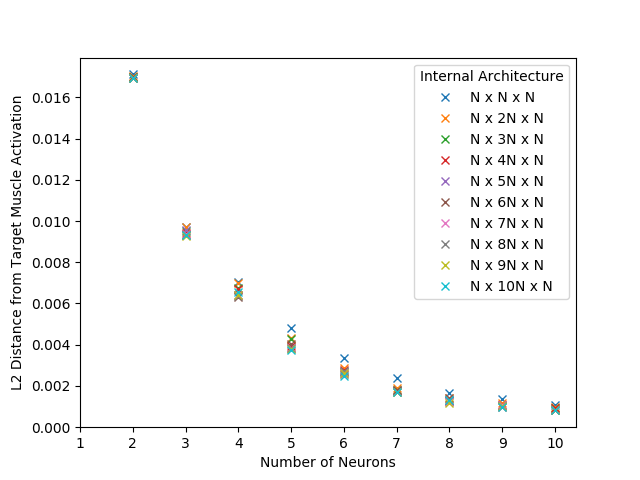 Internal Architecture
N x N x N
N x 2N x N
N x 3N x N
N x 4N x N
N x 5N x N
N x 6N x N
N x 7N x N
N x 8N x N
N x 9N x N
N x 10N x N
L2 Distance from Target Muscle Activation
0.016
0.014
0.012
0.010
0.008
0.006
0.004
0.002
0.000
1 2 3 4 5 6 7 8 9 10
Number of Neurons